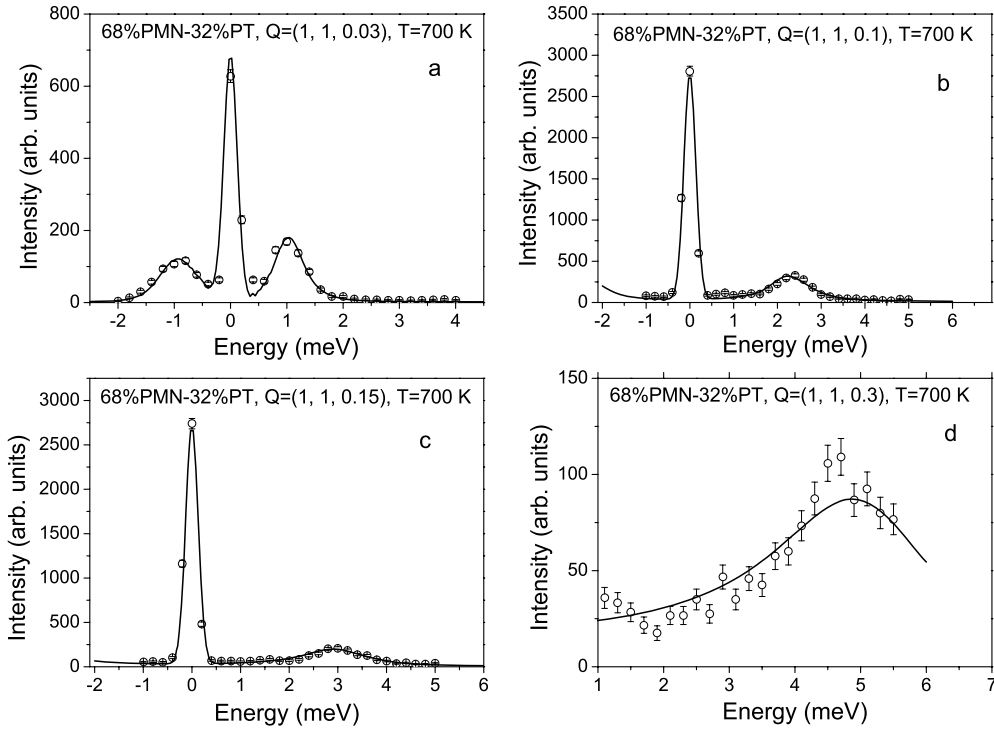 68%PMN-32%PT, Q=(1, 1, 0.03), T=700 K
a
Intensity (arb. units)
600
400
200
0
-2 -1 0 1 2 3 4
Energy (meV)
68%PMN-32%PT, Q=(1, 1, 0.1), T=700 K
b
Intensity (arb. units)
3500
3000
2500
2000
1500
1000
500
0
-2 -1 0 1 2 3 4 5 6
Energy (meV)
68%PMN-32%PT, Q=(1, 1, 0.15), T=700 K
c
Intensity (arb. units)
3000
2500
2000
1500
1000
500
0
-2 -1 0 1 2 3 4 5 6
Energy (meV)
68%PMN-32%PT, Q=(1, 1, 0.3), T=700 K
d
Intensity (arb. units)
150
100
50
0
1 2 3 4 5 6 7
Energy (meV)